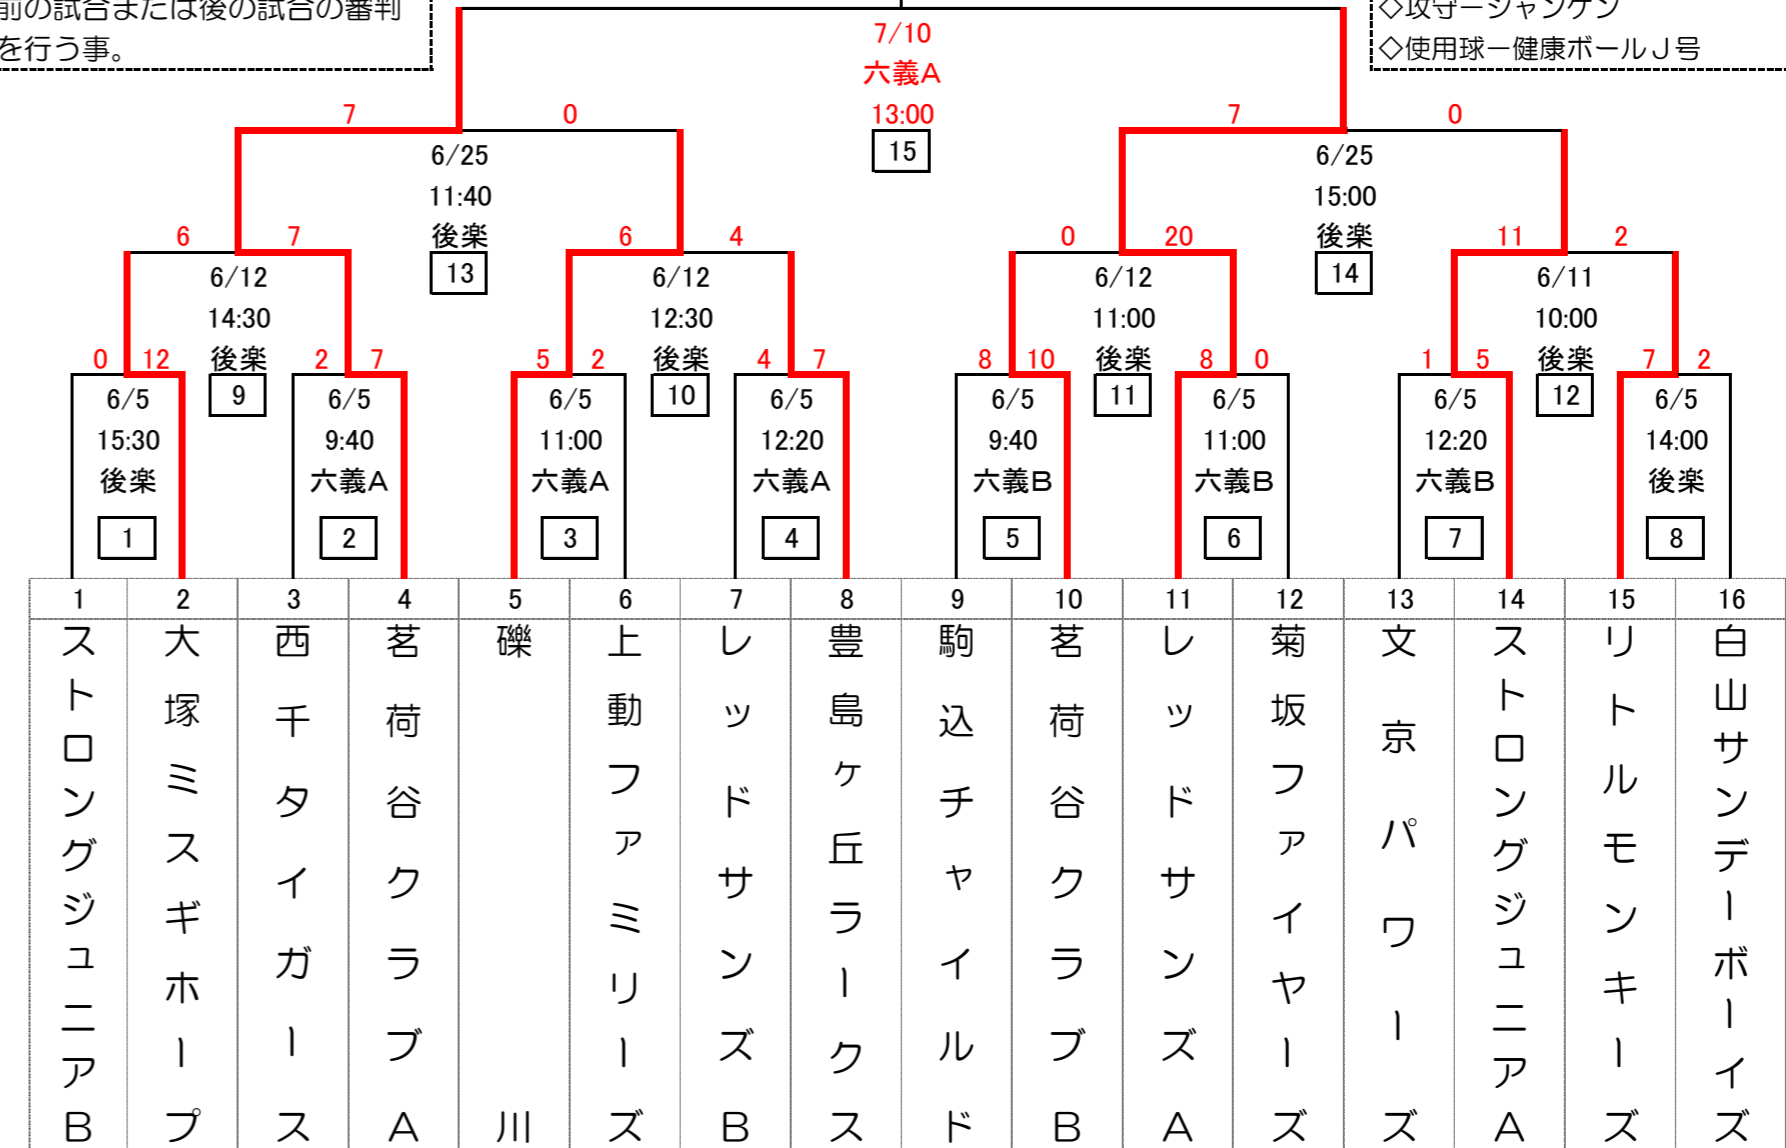 前の試合または後の試合の審判
を行う事。
◇攻守ージャンケン
◇使用球ー健康ボールJ号
7/10
六義A
13:00
15
7 0
7 0
6/25
11:40
後楽
13
6/25
15:00
後楽
14
6 7
6 4
0 20
11 2
6/12
14:30
後楽
9
6/12
12:30
後楽
10
6/12
11:00
後楽
11
6/11
10:00
後楽
12
0 12
2 7
5 2
4 7
8 10
8 0
1 5
7 2
6/5
15:30
後楽
1
6/5
9:40
六義A
2
6/5
11:00
六義A
3
6/5
12:20
六義A
4
6/5
9:40
六義B
5
6/5
11:00
六義B
6
6/5
12:20
六義B
7
6/5
14:00
後楽
8
1 2 3 4 5 6 7 8 9 10 11 12 13 14 15 16
ストロングジュニアB
大塚ミスギホープ
西千タイガース
茗荷谷クラブA
礫川
上動ファミリーズ
レッドサンズB
豊島ヶ丘ラークス
駒込チャイルド
茗荷谷クラブB
レッドサンズA
菊坂ファイヤーズ
文京パワーズ
ストロングジュニアA
リトルモンキーズ
白山サンデーボーイズ